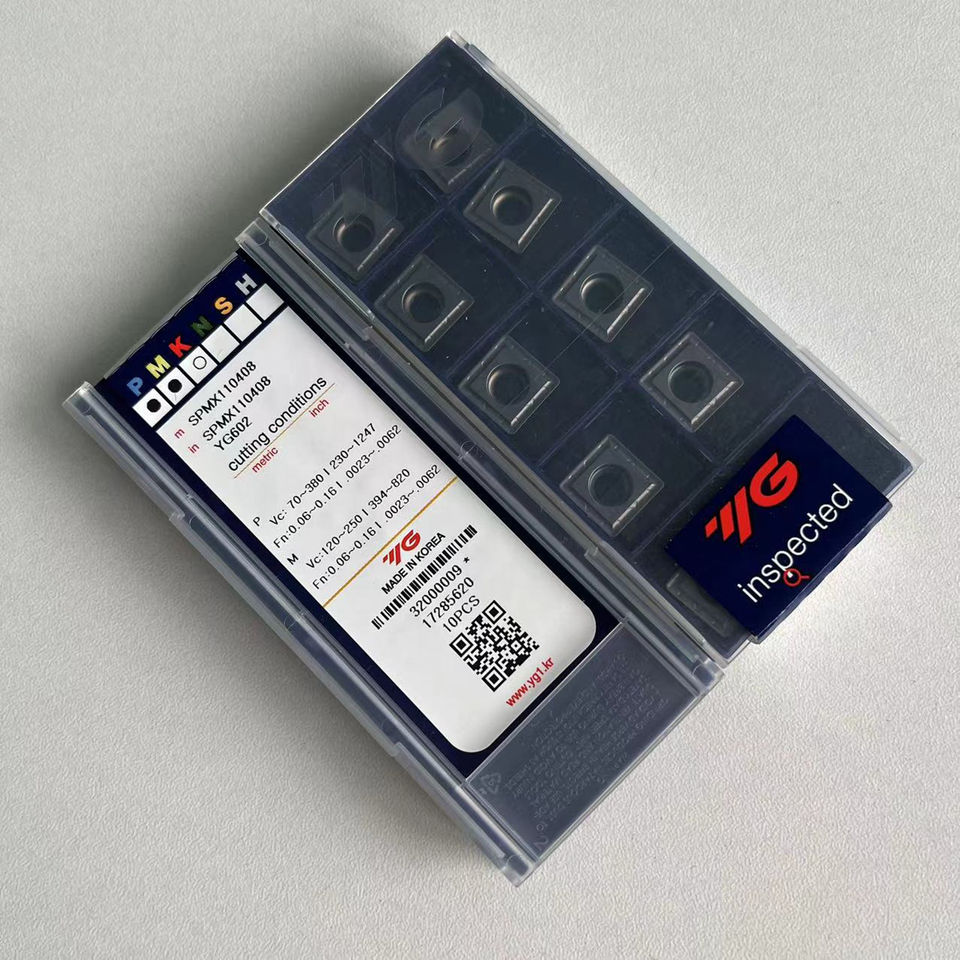 P M K N S H
m SPMX110408
in SPMX110408
YG602
cutting conditions
metric inch
P Vc: 70~380 I 230~1247
Fn:0.06~0.16 I .0023~.0062
M Vc:120~250 I 394~820
Fn:0.06~0.16 I .0023~.0062
YG
MADE IN KOREA
32000009 *
17285620
10PCS
www.yg1.kr
YG
YG
inspected